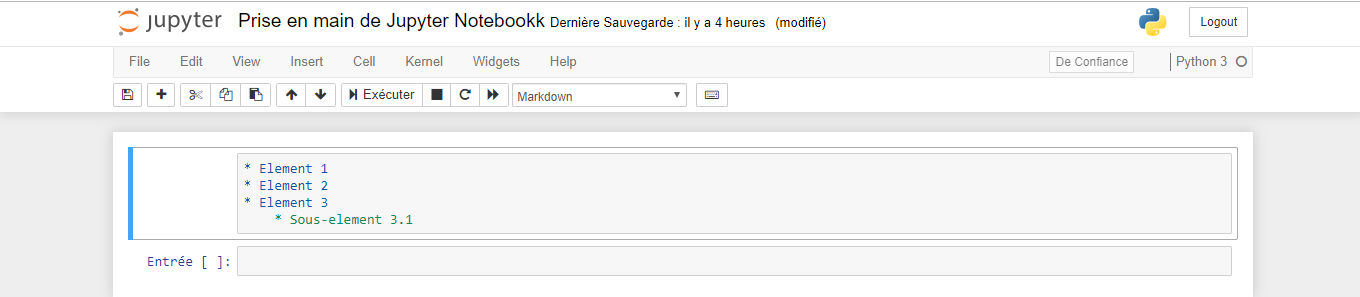 jupyter Prise en main de Jupyter Notebookk Dernière Sauvegarde : il y a 4 heures (modifié) Logout
File Edit View Insert Cell Kernel Widgets Help De Confiance Python 3
Exécuter Markdown
* Element 1
* Element 2
* Element 3
* Sous-element 3.1
Entrée [ ]: